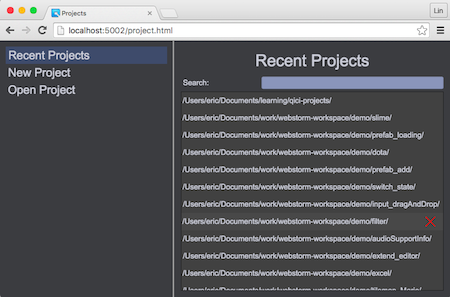 Projects
Lin
localhost:5002/project.html
Recent Projects
New Project
Open Project
Recent Projects
Search:
/Users/eric/Documents/learning/qici-projects/
/Users/eric/Documents/work/webstorm-workspace/demo/slime/
/Users/eric/Documents/work/webstorm-workspace/demo/prefab_loading/
/Users/eric/Documents/work/webstorm-workspace/demo/dota/
/Users/eric/Documents/work/webstorm-workspace/demo/prefab_add/
/Users/eric/Documents/work/webstorm-workspace/demo/switch_state/
/Users/eric/Documents/work/webstorm-workspace/demo/input_dragAndDrop/
/Users/eric/Documents/work/webstorm-workspace/demo/filter/
/Users/eric/Documents/work/webstorm-workspace/demo/audioSupportInfo/
/Users/eric/Documents/work/webstorm-workspace/demo/extend_editor/
/Users/eric/Documents/work/webstorm-workspace/demo/excel/